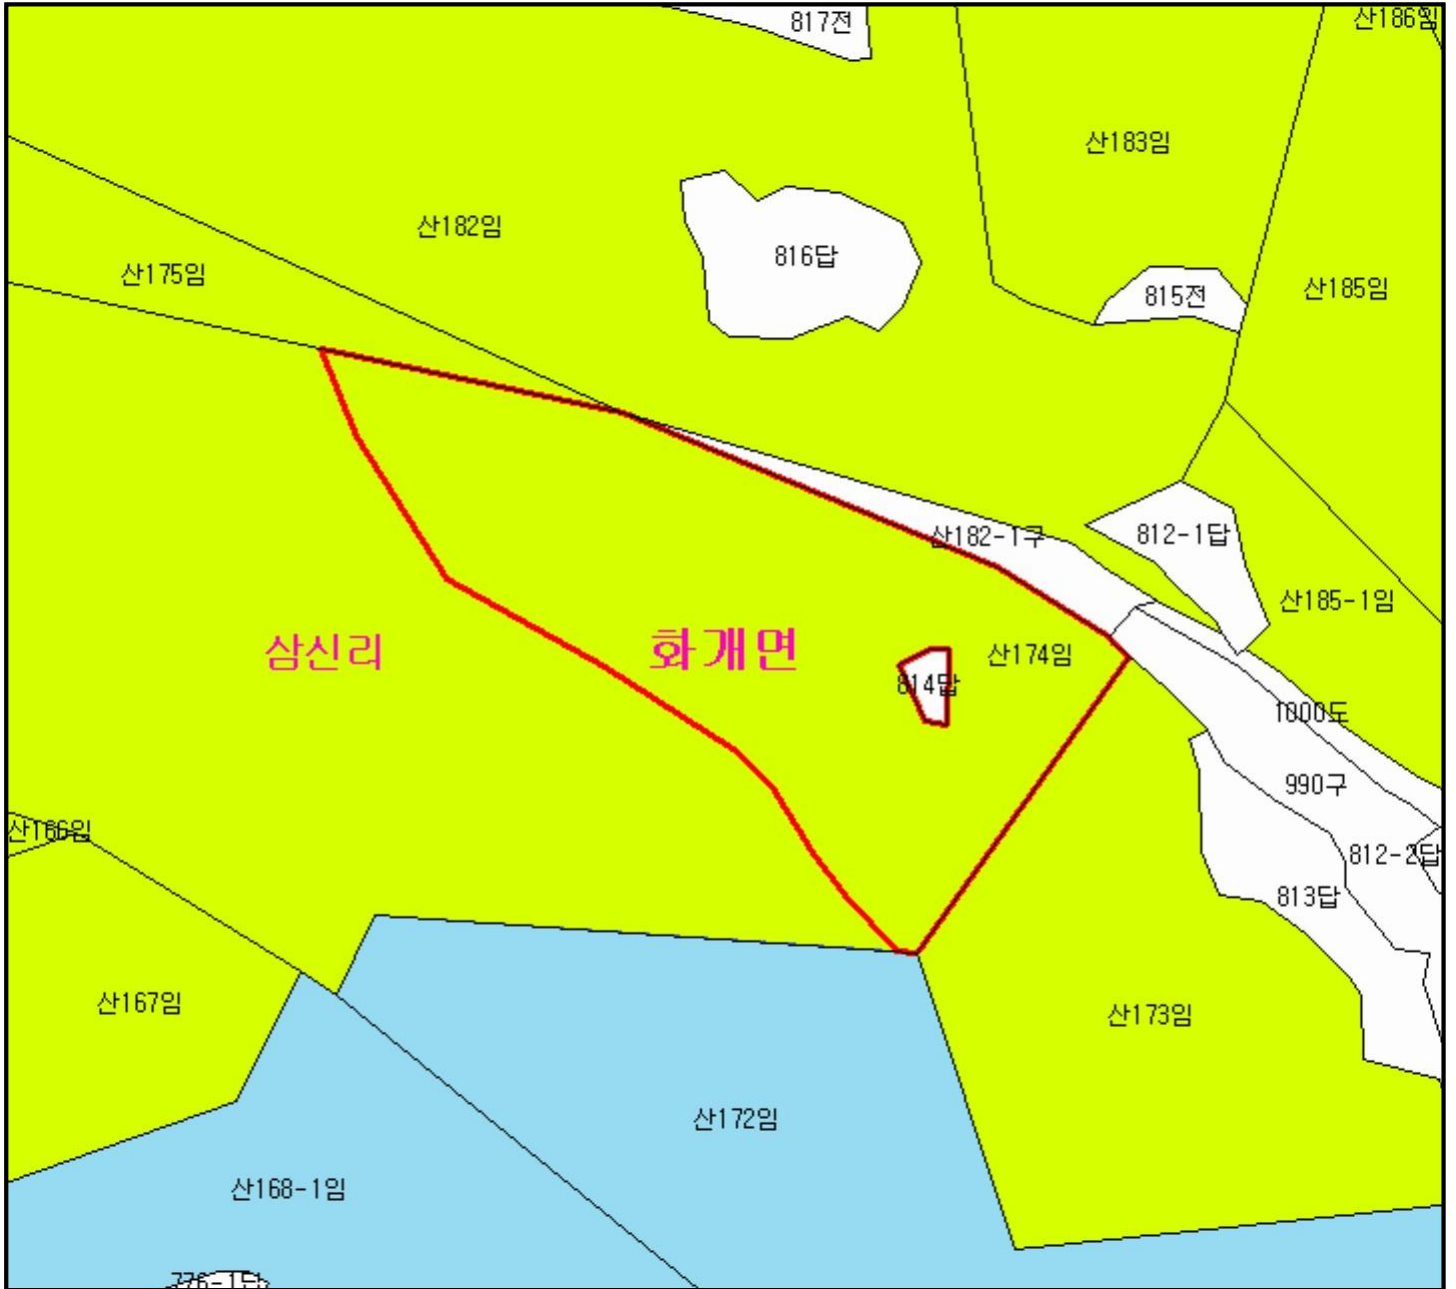 817전
산186임
산183임
산182임
816답
산175임
815전
산185임
산182-1구
812-1답
산185-1임
삼신리
화개면
산174임
814답
1000도
990구
산166임
812-2답
813답
산167임
산173임
산172임
산168-1임